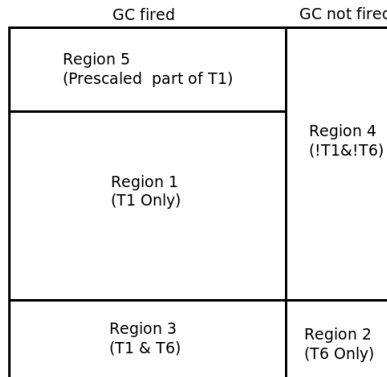 GC fired
GC not fired
Region 5
(Prescaled part of T1)
Region 4
(!T1&!T6)
Region 1
(T1 Only)
Region 3
(T1 & T6)
Region 2
(T6 Only)